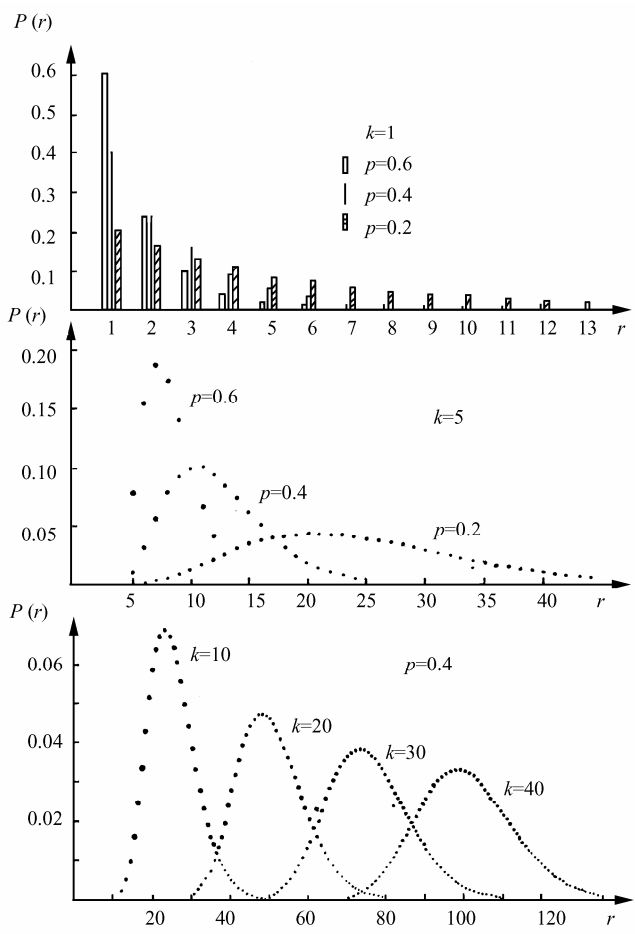 P (r)
0.6
0.5
0.4
0.3
0.2
0.1
k=1
p=0.6
p=0.4
p=0.2
1 2 3 4 5 6 7 8 9 10 11 12 13 r
P (r)
0.20
0.15
0.10
0.05
p=0.6
k=5
p=0.4
p=0.2
5 10 15 20 25 30 35 40 r
P (r)
0.06
0.04
0.02
k=10
p=0.4
k=20
k=30
k=40
20 40 60 80 100 120 r